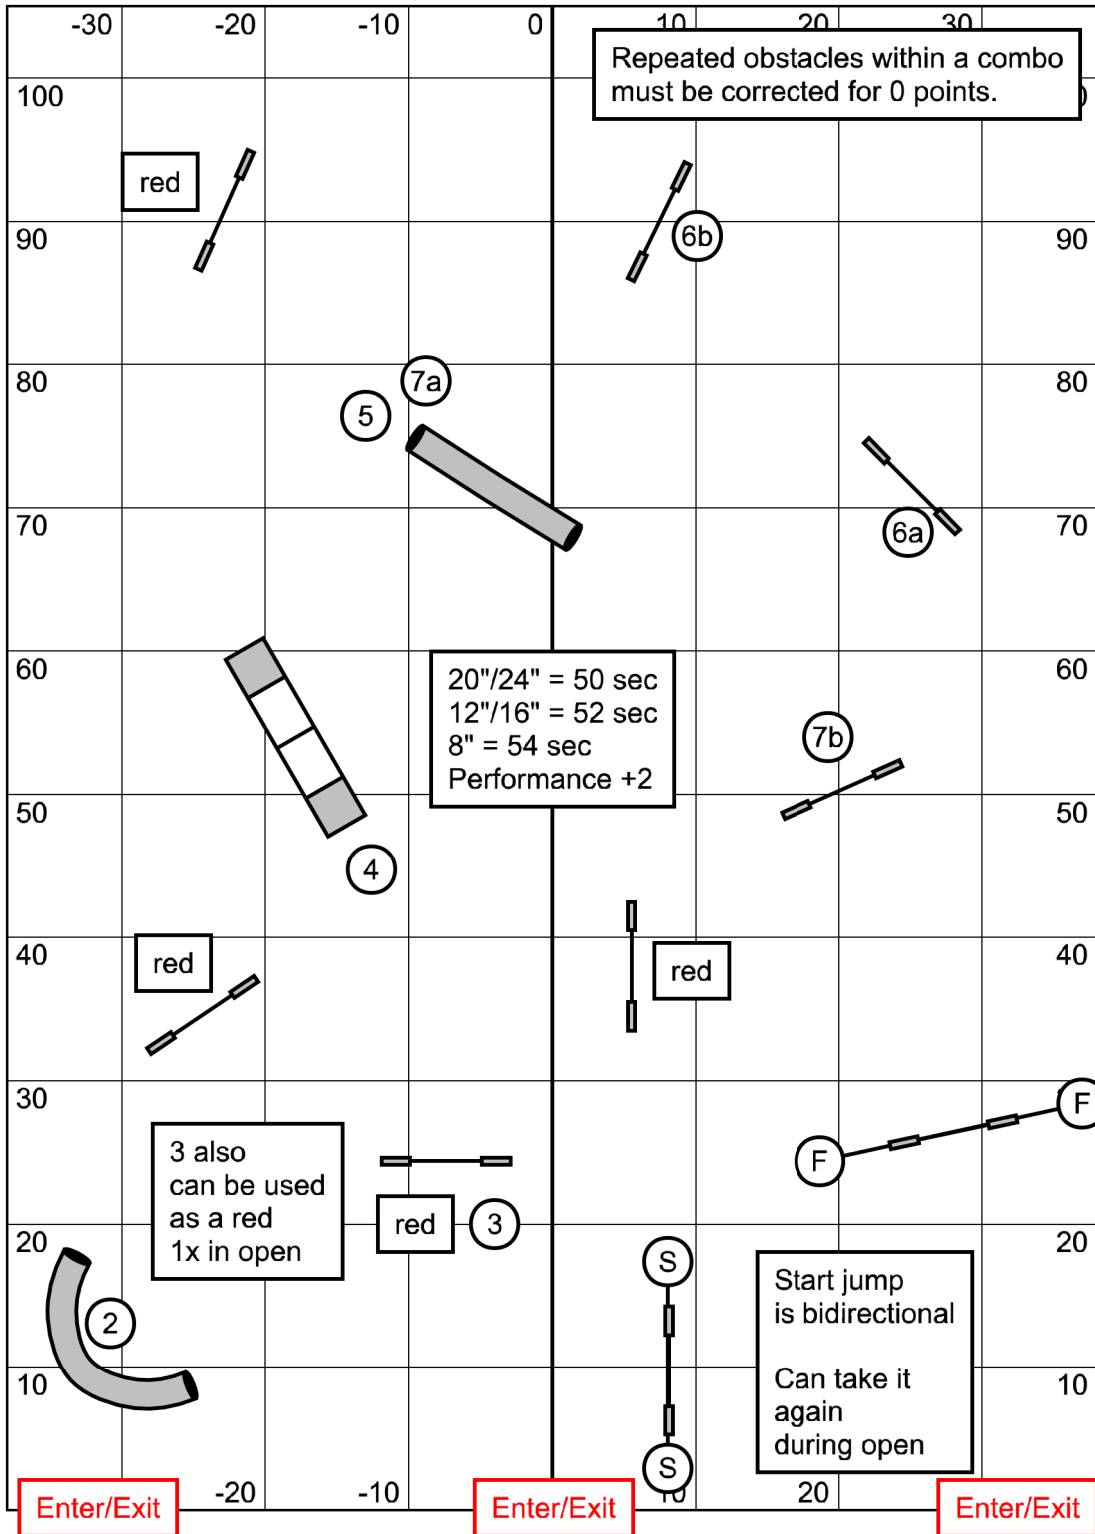 -30 -20 -10 0 10 20 30
Repeated obstacles within a combo
must be corrected for 0 points.
100
red
90 6b 90
80 7a 80
5
70 6a 70
60 60
20"/24" = 50 sec
12"/16" = 52 sec
8" = 54 sec
Performance +2
7b
50 50
4
40 red red 40
30 F F 30
3 also
can be used
as a red
1x in open
red 3
20 S 20
Start jump
is bidirectional
Can take it
again
during open
2
10 10
S
-20 -10 10 20
Enter/Exit Enter/Exit Enter/Exit